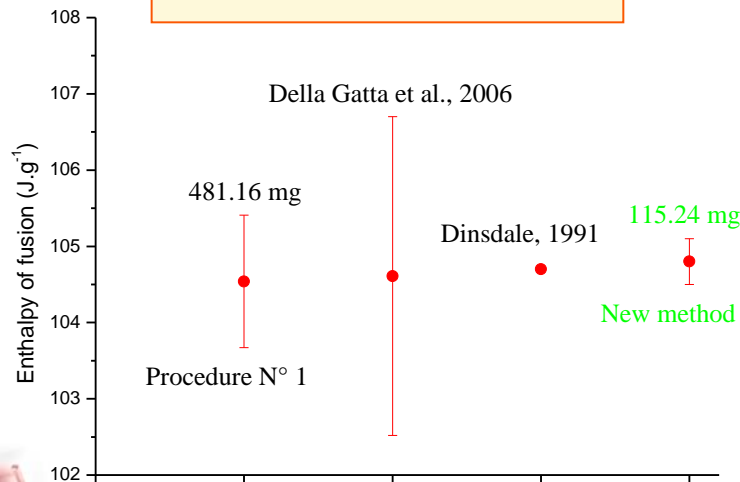 108
107
106
105
104
103
102
Enthalpy of fusion (J.g⁻¹)
Della Gatta et al., 2006
481.16 mg
115.24 mg
Dinsdale, 1991
New method
Procedure N° 1